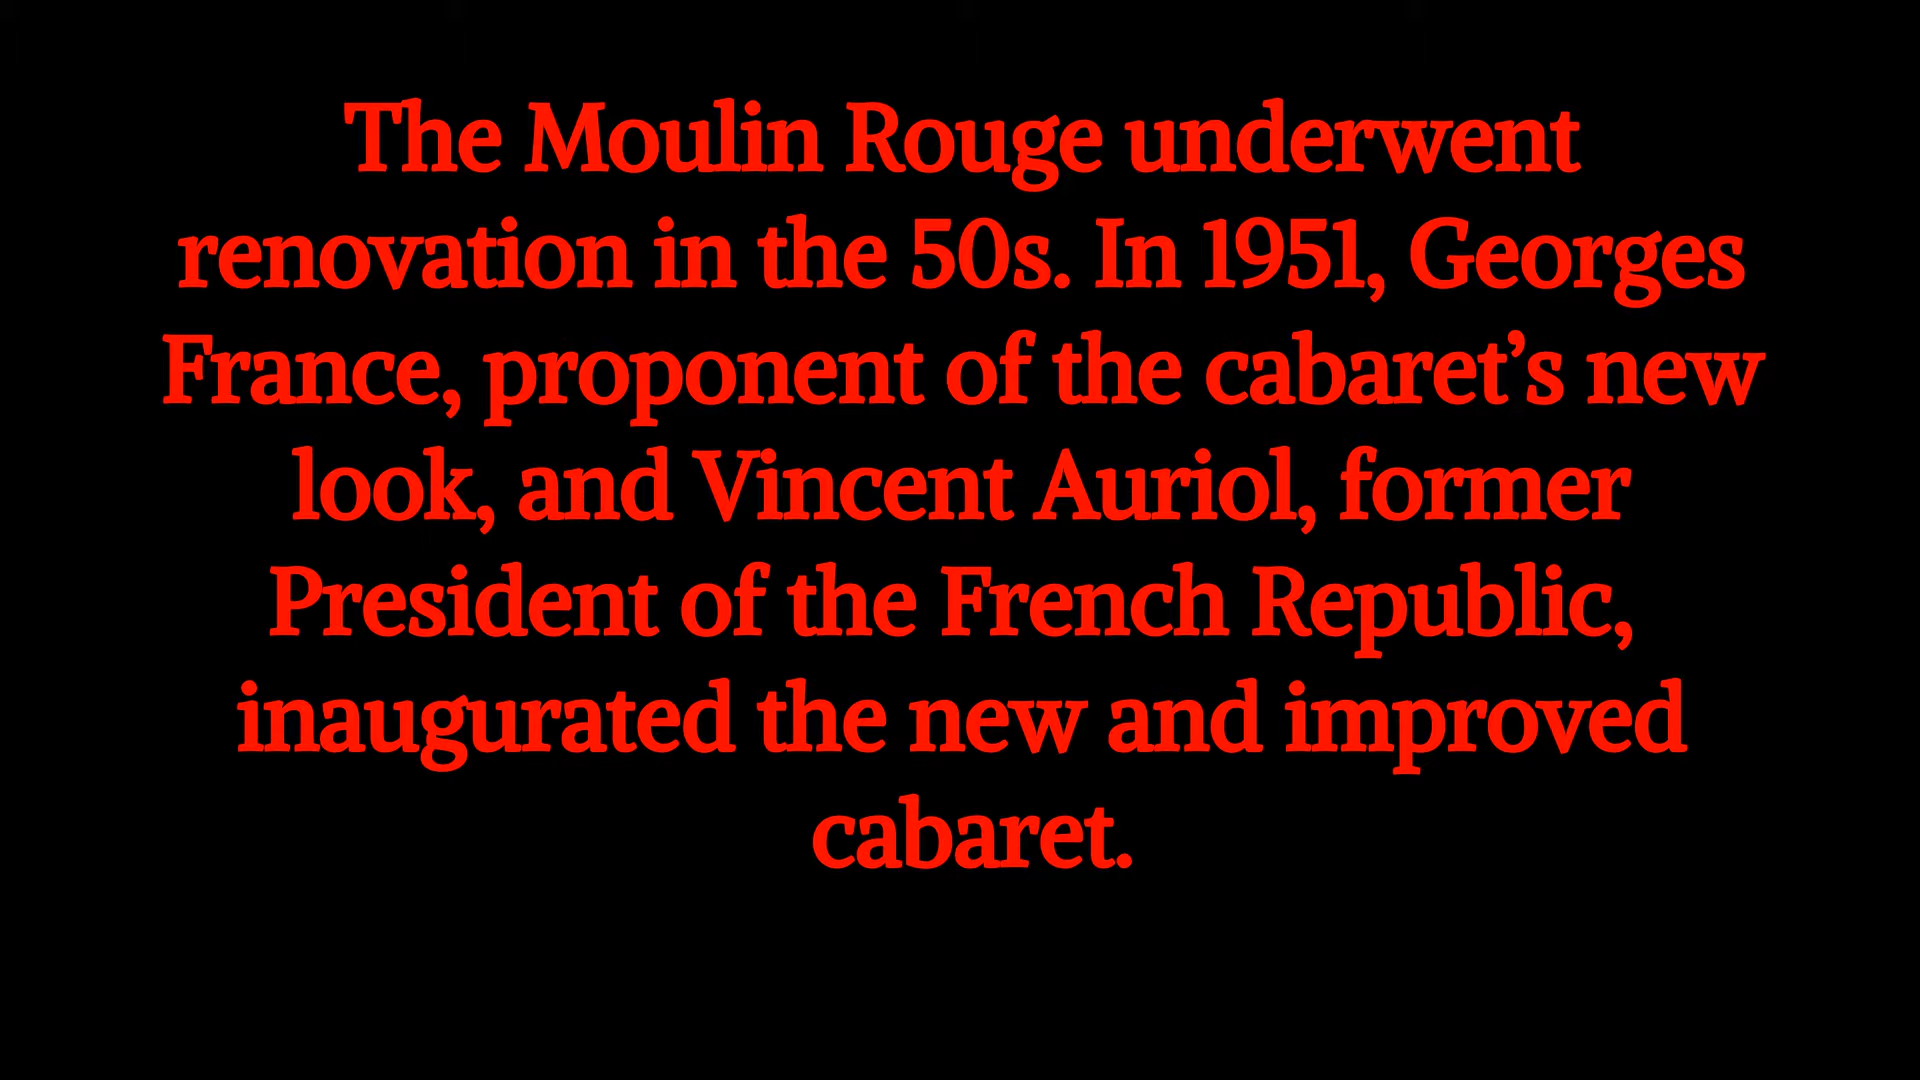 The Moulin Rouge underwent
renovation in the 50s. In 1951, Georges
France, proponent of the cabaret’s new
look, and Vincent Auriol, former
President of the French Republic,
inaugurated the new and improved
cabaret.